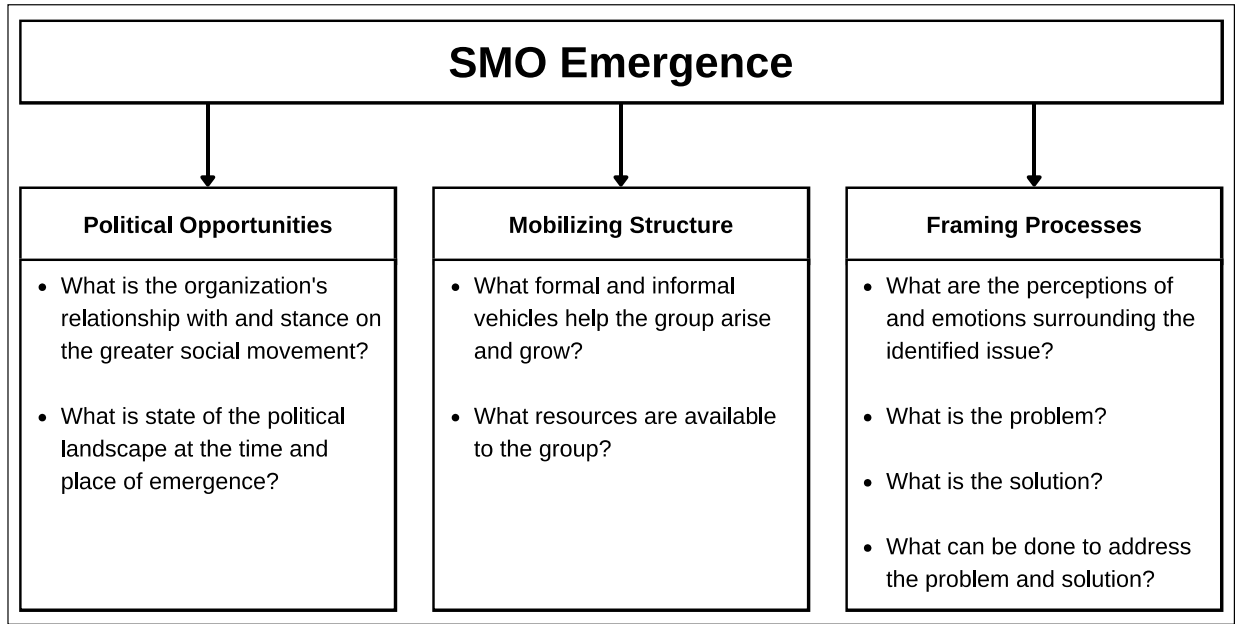 SMO Emergence
Political Opportunities
• What is the organization's
relationship with and stance on
the greater social movement?
• What is state of the political
landscape at the time and
place of emergence?
Mobilizing Structure
• What formal and informal
vehicles help the group arise
and grow?
• What resources are available
to the group?
Framing Processes
• What are the perceptions of
and emotions surrounding the
identified issue?
• What is the problem?
• What is the solution?
• What can be done to address
the problem and solution?